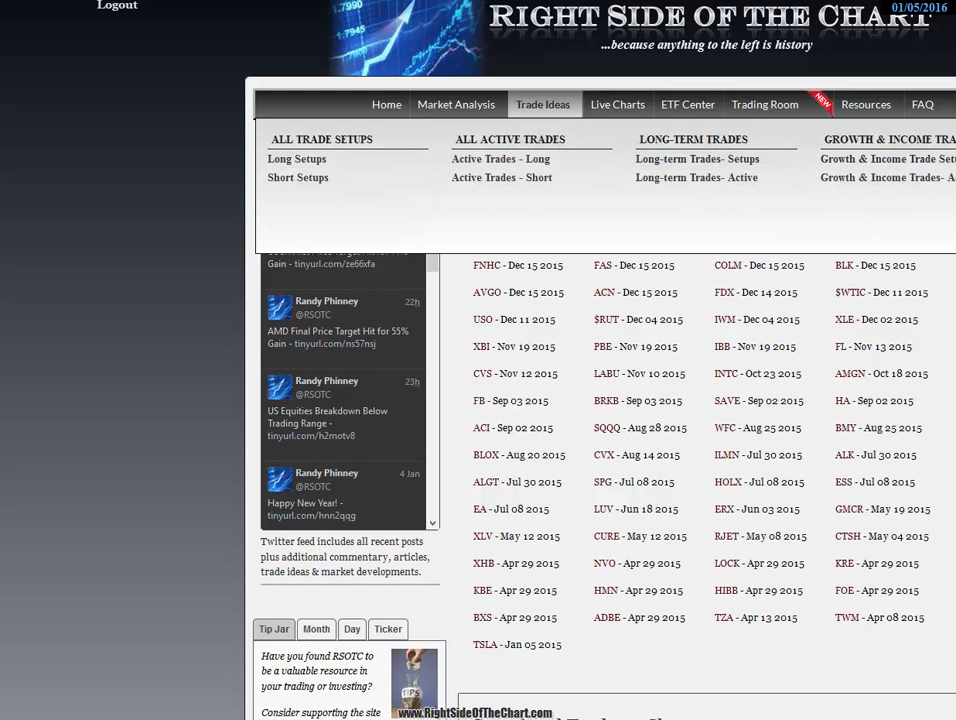 Logout
01/05/2016
RIGHT SIDE OF THE CHART
...because anything to the left is history
1.7990
1.7945
Home Market Analysis Trade Ideas Live Charts ETF Center Trading Room NEW Resources FAQ
ALL TRADE SETUPS ALL ACTIVE TRADES LONG-TERM TRADES GROWTH & INCOME TRA
Long Setups Active Trades - Long Long-term Trades- Setups Growth & Income Trade Set
Short Setups Active Trades - Short Long-term Trades- Active Growth & Income Trades- A
Gain - tinyurl.com/ze66xfa
Randy Phinney 22h
@RSOTC
AMD Final Price Target Hit for 55%
Gain - tinyurl.com/ns57nsj
Randy Phinney 23h
@RSOTC
US Equities Breakdown Below
Trading Range -
tinyurl.com/h2motv8
Randy Phinney 4 Jan
@RSOTC
Happy New Year! -
tinyurl.com/hnn2qqg
Twitter feed includes all recent posts
plus additional commentary, articles,
trade ideas & market developments.
Tip Jar Month Day Ticker
Have you found RSOTC to
be a valuable resource in
your trading or investing?
Consider supporting the site
TIPS
FNHC - Dec 15 2015 FAS - Dec 15 2015 COLM - Dec 15 2015 BLK - Dec 15 2015
AVGO - Dec 15 2015 ACN - Dec 15 2015 FDX - Dec 14 2015 $WTIC - Dec 11 2015
USO - Dec 11 2015 $RUT - Dec 04 2015 IWM - Dec 04 2015 XLE - Dec 02 2015
XBI - Nov 19 2015 PBE - Nov 19 2015 IBB - Nov 19 2015 FL - Nov 13 2015
CVS - Nov 12 2015 LABU - Nov 10 2015 INTC - Oct 23 2015 AMGN - Oct 18 2015
FB - Sep 03 2015 BRKB - Sep 03 2015 SAVE - Sep 02 2015 HA - Sep 02 2015
ACI - Sep 02 2015 SQQQ - Aug 28 2015 WFC - Aug 25 2015 BMY - Aug 25 2015
BLOX - Aug 20 2015 CVX - Aug 14 2015 ILMN - Jul 30 2015 ALK - Jul 30 2015
ALGT - Jul 30 2015 SPG - Jul 08 2015 HOLX - Jul 08 2015 ESS - Jul 08 2015
EA - Jul 08 2015 LUV - Jun 18 2015 ERX - Jun 03 2015 GMCR - May 19 2015
XLV - May 12 2015 CURE - May 12 2015 RJET - May 08 2015 CTSH - May 04 2015
XHB - Apr 29 2015 NVO - Apr 29 2015 LOCK - Apr 29 2015 KRE - Apr 29 2015
KBE - Apr 29 2015 HMN - Apr 29 2015 HIBB - Apr 29 2015 FOE - Apr 29 2015
BXS - Apr 29 2015 ADBE - Apr 29 2015 TZA - Apr 13 2015 TWM - Apr 08 2015
TSLA - Jan 05 2015
www.RightSideOfTheChart.com